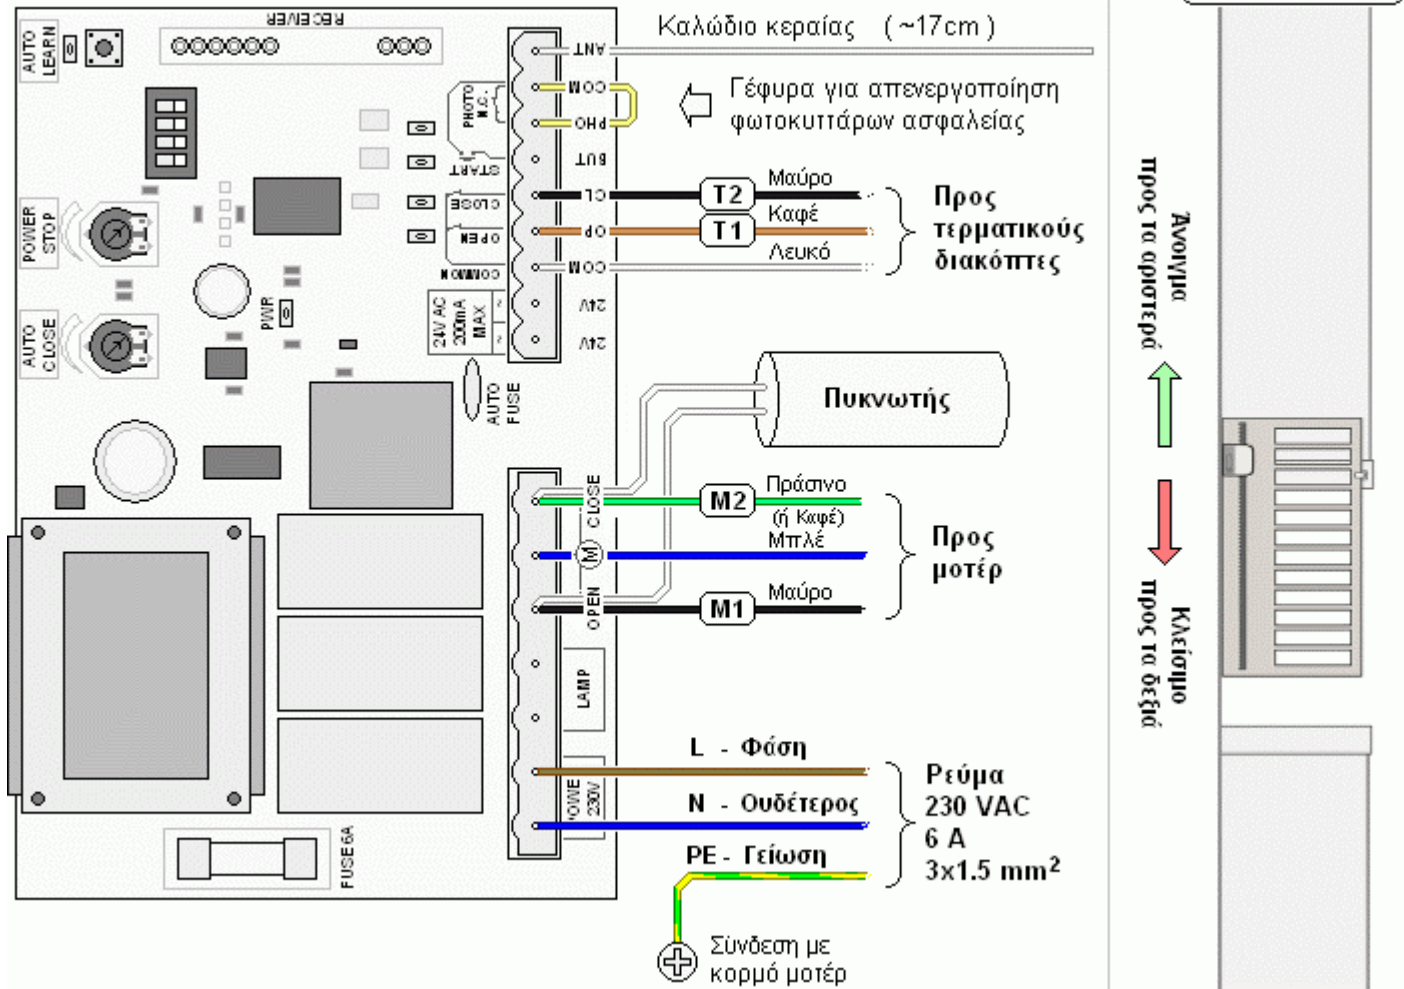 RECEIVER
AUTO
LEARN
ANT
Καλώδιο κεραίας (~17cm)
COM
PHO
PHOTO
N.C.
Γέφυρα για απενεργοποίηση
φωτοκυττάρων ασφαλείας
BUT
START
CL
CLOSE
T2
Μαύρο
OP
OPEN
T1
Καφέ
COM
COMMON
Λευκό
Προς
τερματικούς
διακόπτες
POWER
STOP
PWR
24V AC
200mA
MAX
~
~
24V
24V
AUTO
CLOSE
AUTO
FUSE
Πυκνωτής
CLOSE
M2
Πράσινο
(ή Καφέ)
M
Μπλέ
OPEN
M1
Μαύρο
Προς
μοτέρ
LAMP
POWE
230V
L - Φάση
N - Ουδέτερος
PE - Γείωση
Ρεύμα
230 VAC
6 A
3x1.5 mm²
FUSE 6A
Σύνδεση με
κορμό μοτέρ
Άνοιγμα
προς τα αριστερά
Κλείσιμο
προς τα δεξιά